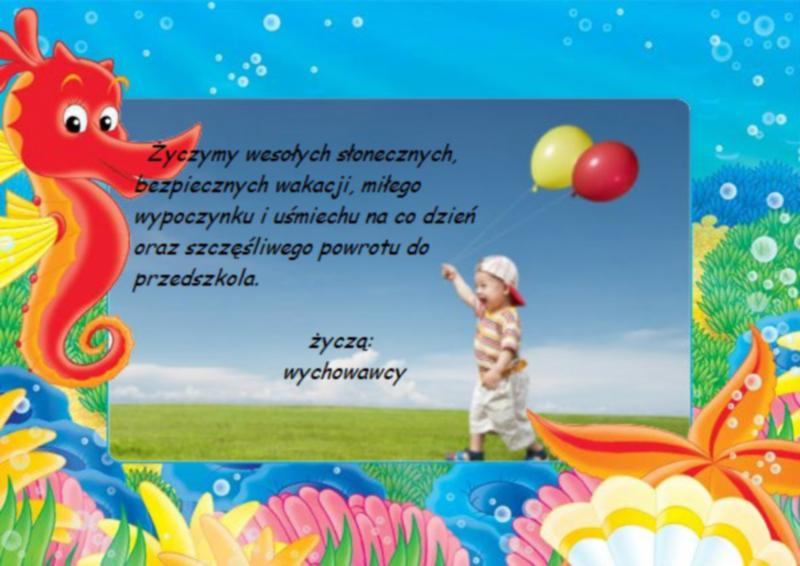 Życzymy wesołych słonecznych,
bezpiecznych wakacji, miłego
wypoczynku i uśmiechu na co dzień
oraz szczęśliwego powrotu do
przedszkola.
życzą:
wychowawcy